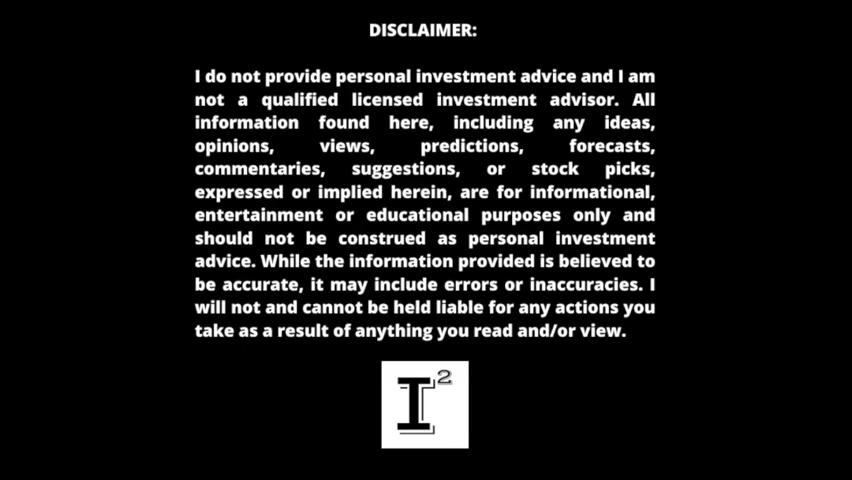 DISCLAIMER:
I do not provide personal investment advice and I am
not a qualified licensed investment advisor. All
information found here, including any ideas,
opinions, views, predictions, forecasts,
commentaries, suggestions, or stock picks,
expressed or implied herein, are for informational,
entertainment or educational purposes only and
should not be construed as personal investment
advice. While the information provided is believed to
be accurate, it may include errors or inaccuracies. I
will not and cannot be held liable for any actions you
take as a result of anything you read and/or view.
I²